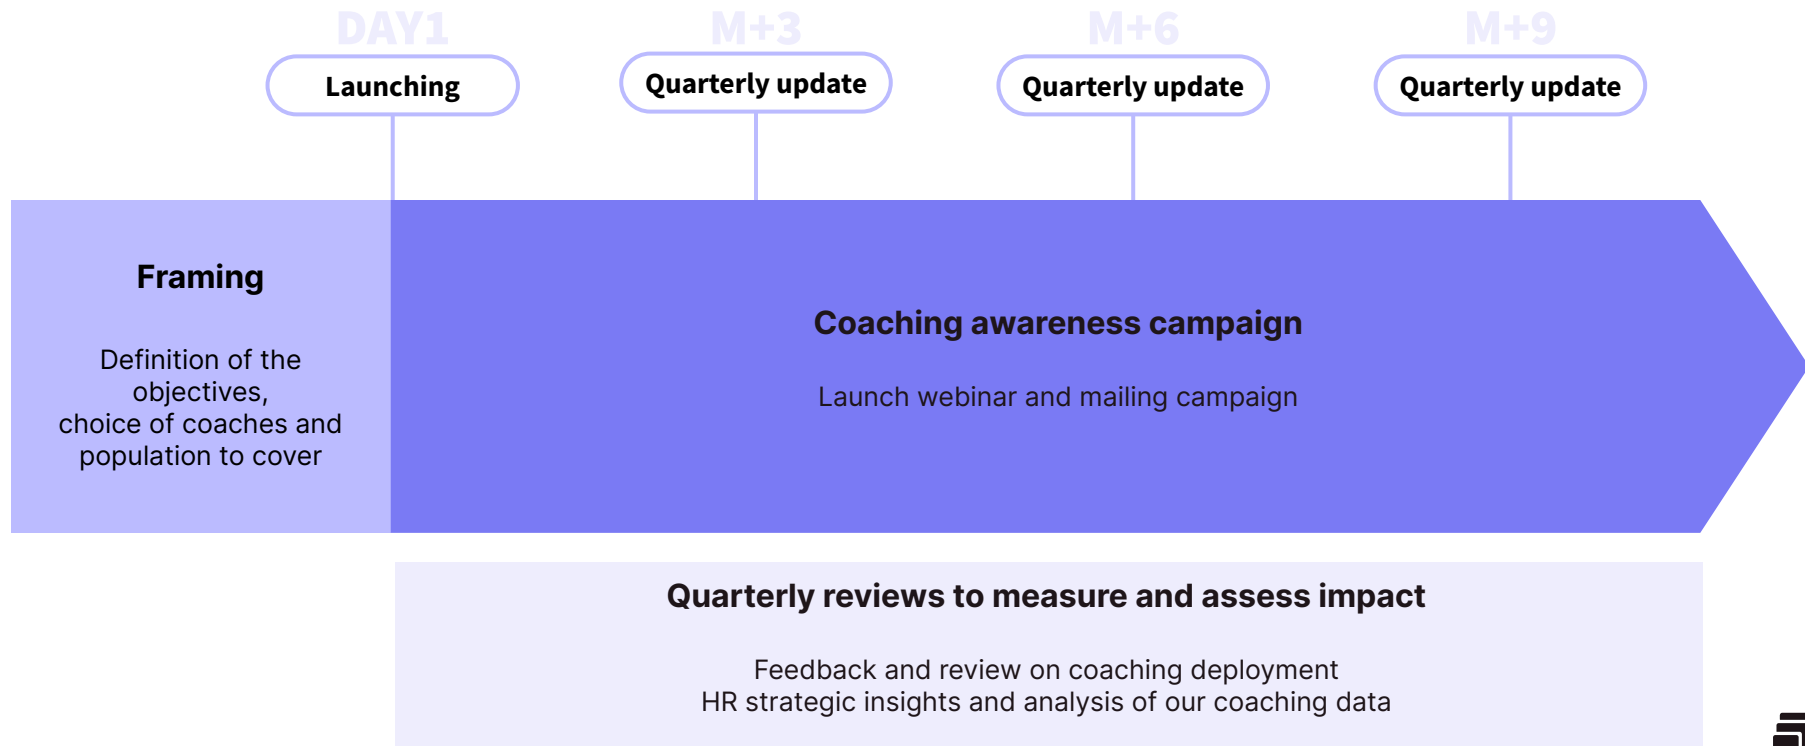 DAY1
M+3
M+6
M+9
Launching
Quarterly update
Quarterly update
Quarterly update
Framing
Definition of the
objectives,
choice of coaches and
population to cover
Coaching awareness campaign
Launch webinar and mailing campaign
Quarterly reviews to measure and assess impact
Feedback and review on coaching deployment
HR strategic insights and analysis of our coaching data